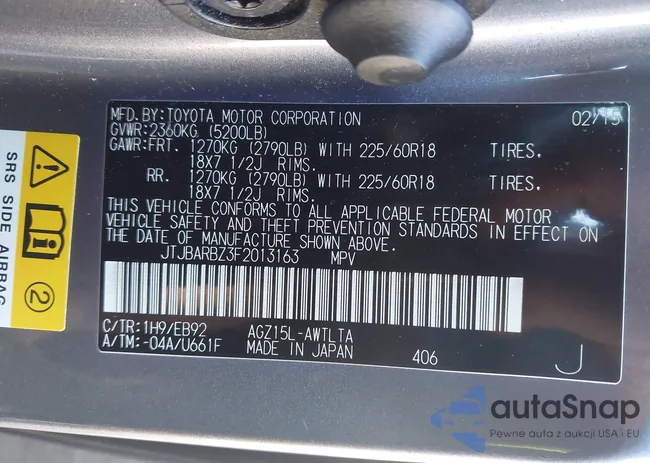 MFD.BY:TOYOTA MOTOR CORPORATION 02/15
GVWR:2360KG (5200LB)
GAWR:FRT. 1270KG (2790LB) WITH 225/60R18 TIRES.
18X7 1/2J RIMS.
RR. 1270KG (2790LB) WITH 225/60R18 TIRES.
18X7 1/2J RIMS.
THIS VEHICLE CONFORMS TO ALL APPLICABLE FEDERAL MOTOR
VEHICLE SAFETY AND THEFT PREVENTION STANDARDS IN EFFECT ON
THE DATE OF MANUFACTURE SHOWN ABOVE.
JTJBARBZ3F2013163 MPV
C/TR:1H9/EB92 AGZ15L-AWTLTA
A/TM:-04A/U661F MADE IN JAPAN 406 J
SRS SIDE AIRBAG
2
autaSnap
Pewne auta z aukcji USA i EU